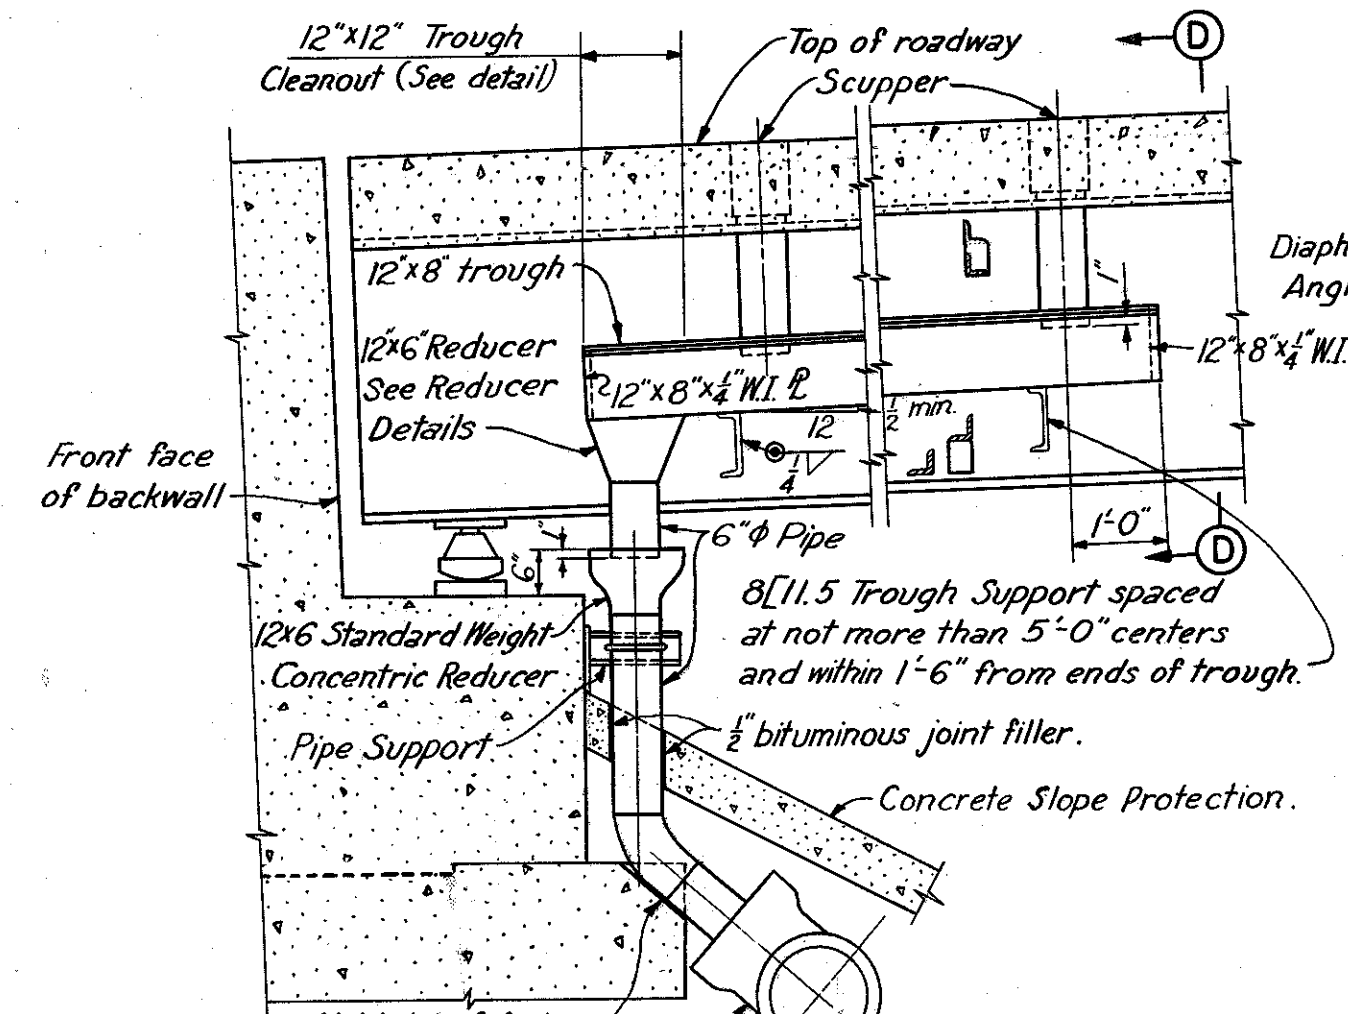 12"x12" Trough
Cleanout (See detail)
Top of roadway
Scupper
D
12"x8" trough
Diaph
Angl
1"
12"x6" Reducer
See Reducer
Details
12"x8"x1/4" W.I. ℙL
12"x8"x1/4" W.I.
1/2 min.
12
1/4
Front face
of backwall
1"
6"
6"ϕ Pipe
1'-0"
D
8[11.5 Trough Support spaced
at not more than 5'-0" centers
and within 1'-6" from ends of trough.
12x6 Standard Weight
Concentric Reducer
Pipe Support
1/2" bituminous joint filler.
Concrete Slope Protection.